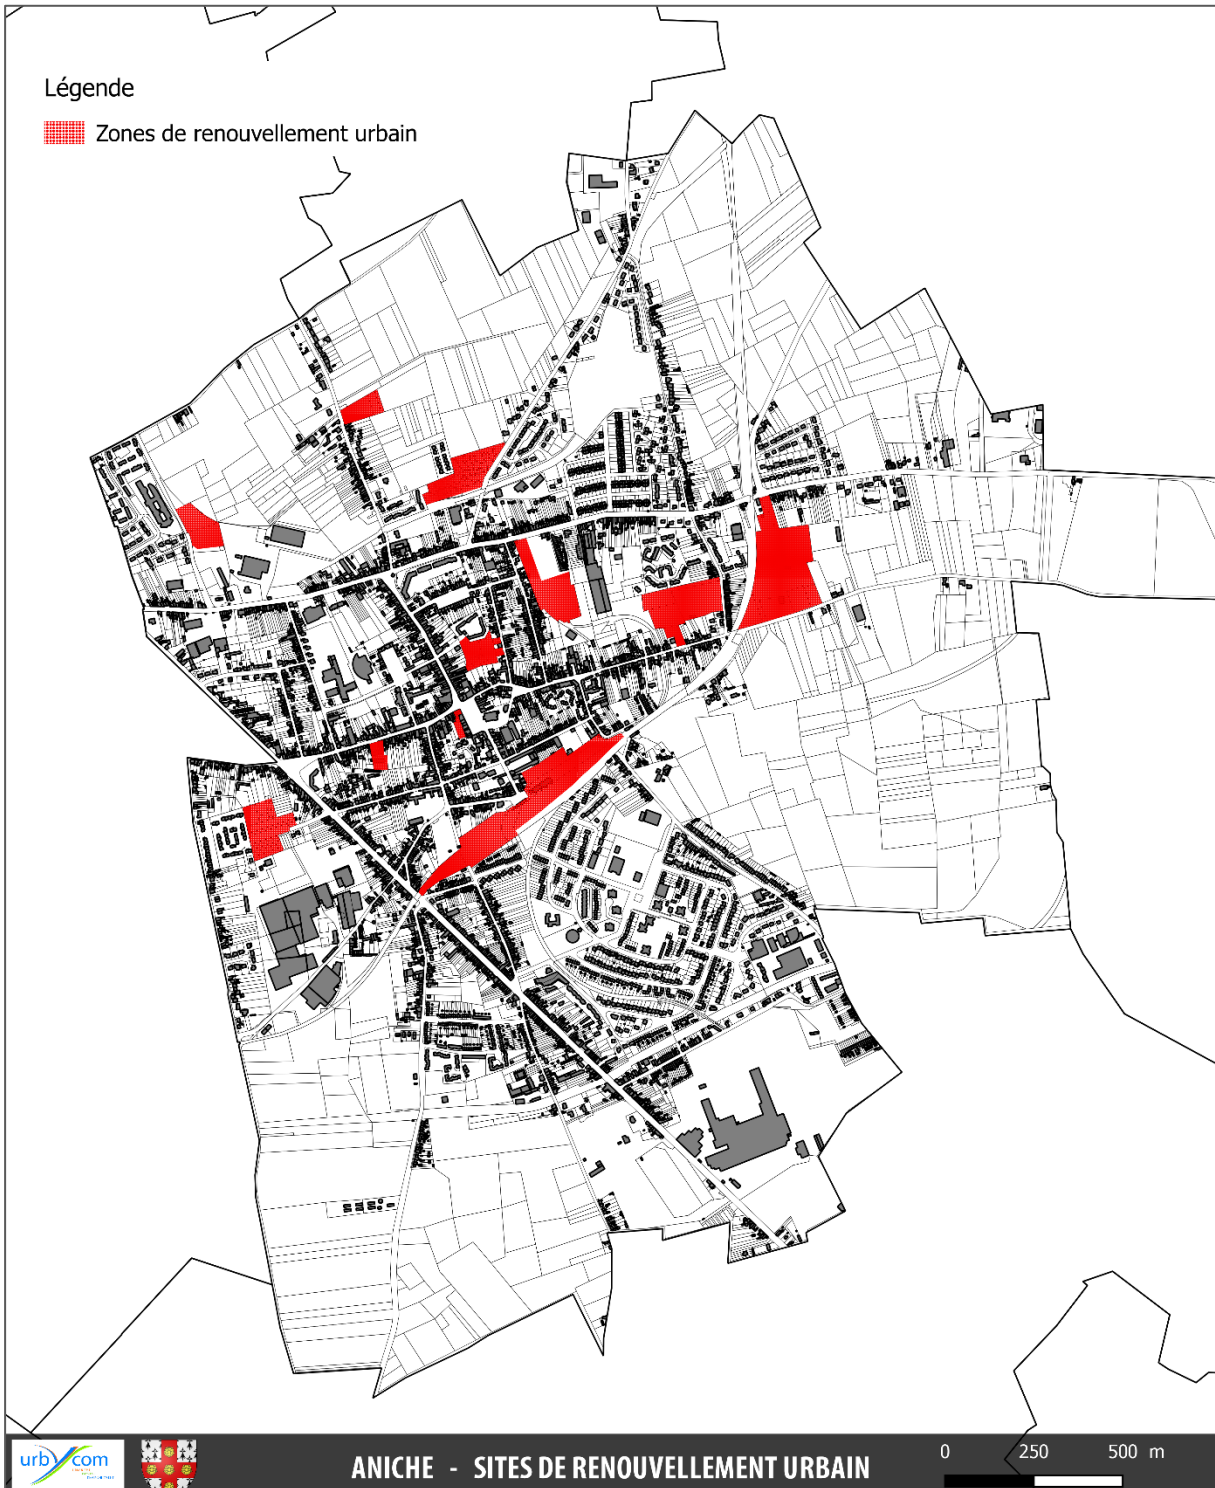 Légende
Zones de renouvellement urbain
urbycom
ANICHE - SITES DE RENOUVELLEMENT URBAIN
0 250 500 m